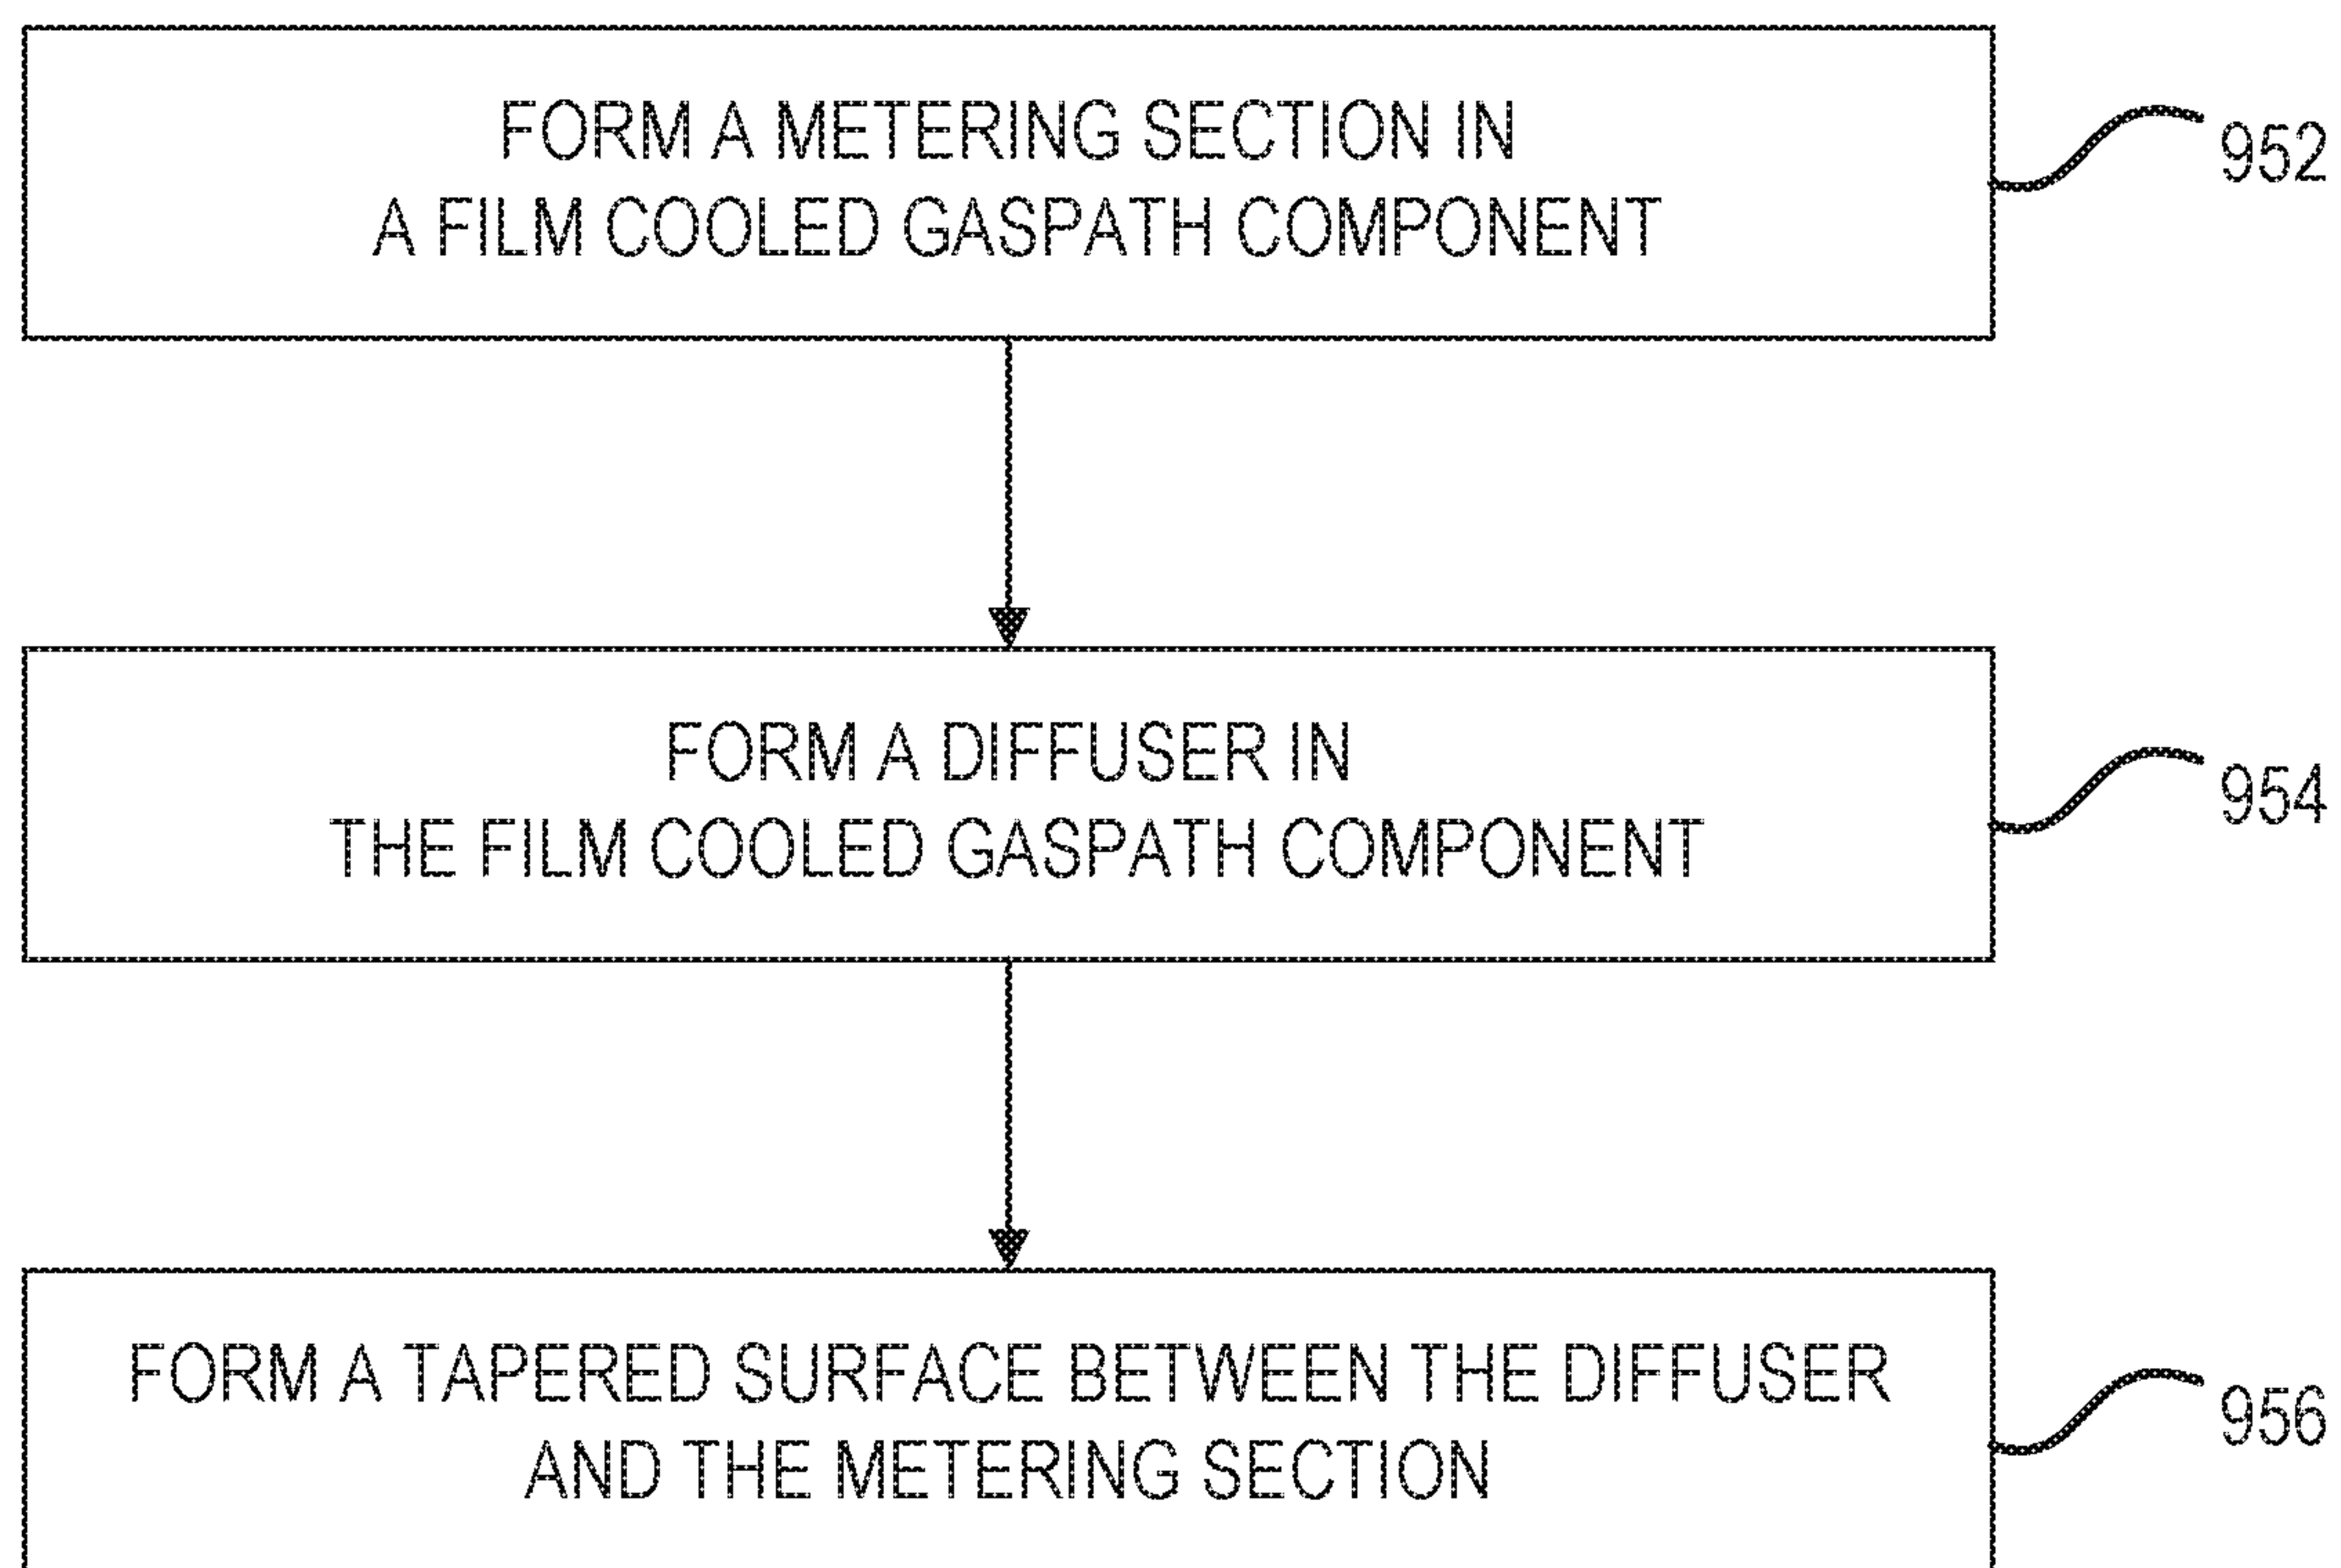 FORM A METERING SECTION IN
A FILM COOLED GASPATH COMPONENT
952
FORM A DIFFUSER IN
THE FILM COOLED GASPATH COMPONENT
954
FORM A TAPERED SURFACE BETWEEN THE DIFFUSER
AND THE METERING SECTION
956